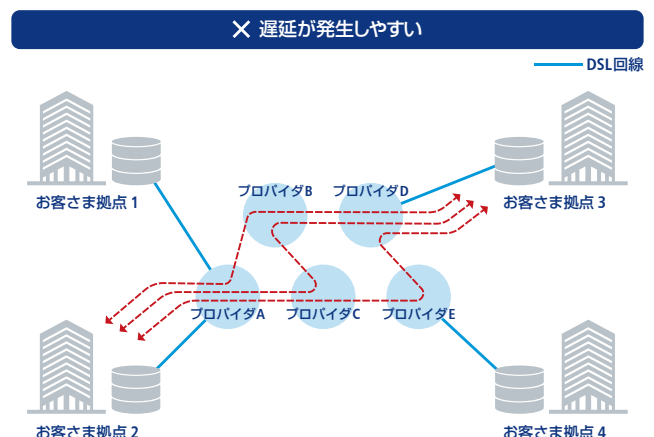 × 遅延が発生しやすい
DSL回線
プロバイダB
プロバイダD
お客さま拠点 1
お客さま拠点 3
プロバイダA
プロバイダC
プロバイダE
お客さま拠点 2
お客さま拠点 4